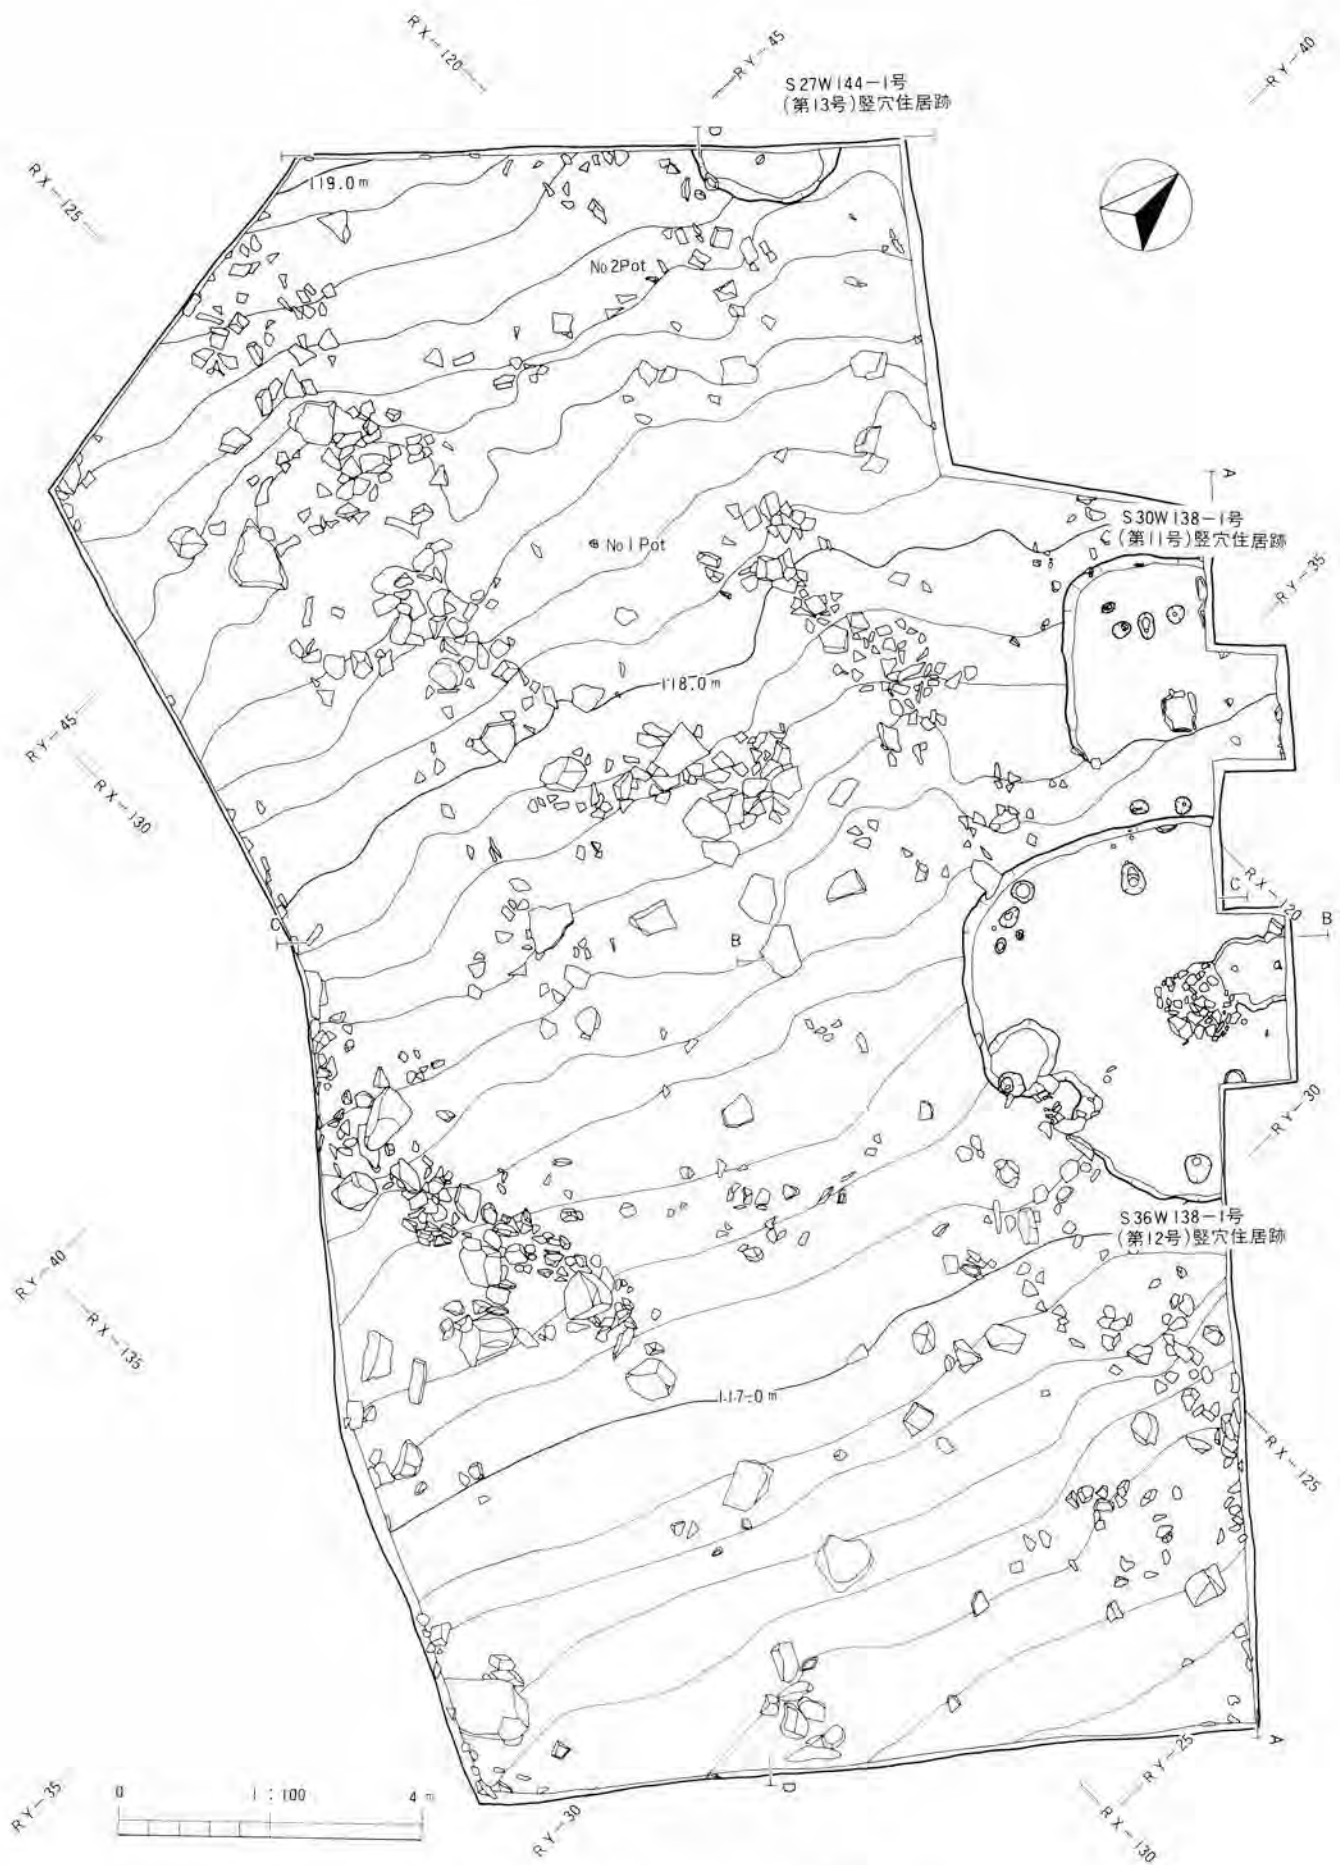 RX-120
RY-45
RY-40
S27W144-1号
(第13号)竪穴住居跡
D
RX-125
119.0m
No2Pot
A
S30W138-1号
C (第11号)竪穴住居跡
No1Pot
RY-35
118.0m
RY-45
RX-130
C
RX-120
C
B
B
RY-30
S36W138-1号
(第12号)竪穴住居跡
RY-40
RX-135
117.0m
RX-125
A
D
RY-25
RX-130
RY-35
0 1:100 4m
RY-30